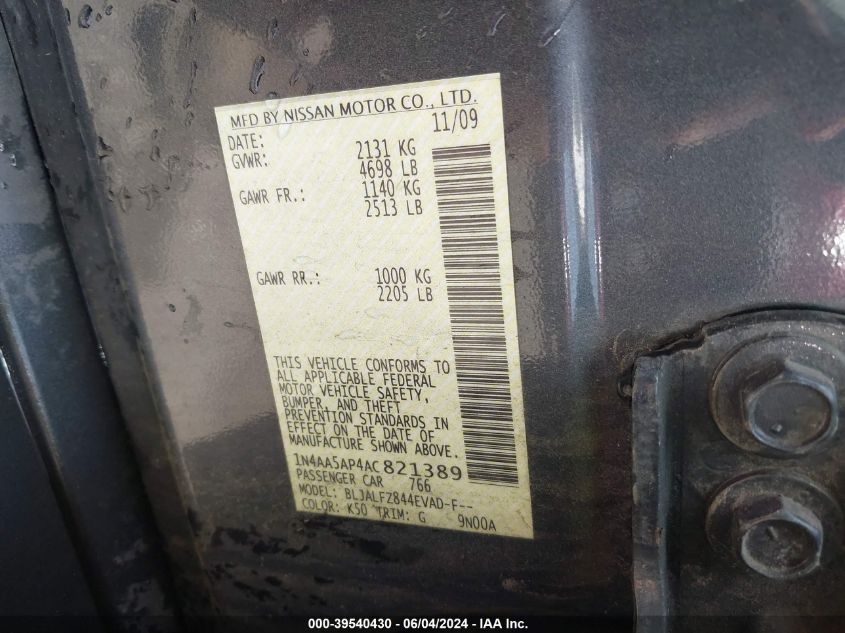 MFD BY NISSAN MOTOR CO., LTD.
DATE: 11/09
GVWR: 2131 KG
4698 LB
GAWR FR.: 1140 KG
2513 LB
GAWR RR.: 1000 KG
2205 LB
THIS VEHICLE CONFORMS TO
ALL APPLICABLE FEDERAL
MOTOR VEHICLE SAFETY,
BUMPER, AND THEFT
PREVENTION STANDARDS IN
EFFECT ON THE DATE OF
MANUFACTURE SHOWN ABOVE.
1N4AA5AP4AC821389
PASSENGER CAR 766
MODEL: BLJALFZ844EVAD-F--
COLOR: K50 TRIM: G 9N00A
000-39540430 - 06/04/2024 - IAA Inc.